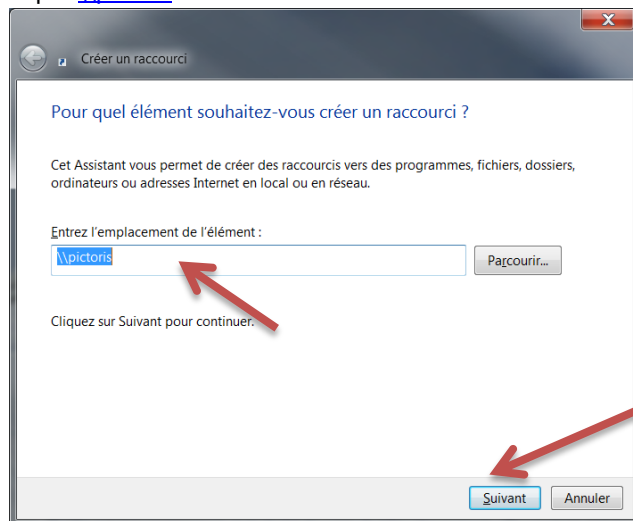 Créer un raccourci
Pour quel élément souhaitez-vous créer un raccourci ?
Cet Assistant vous permet de créer des raccourcis vers des programmes, fichiers, dossiers,
ordinateurs ou adresses Internet en local ou en réseau.
Entrez l'emplacement de l'élément :
\\pictoris
Parcourir...
Cliquez sur Suivant pour continuer.
Suivant
Annuler